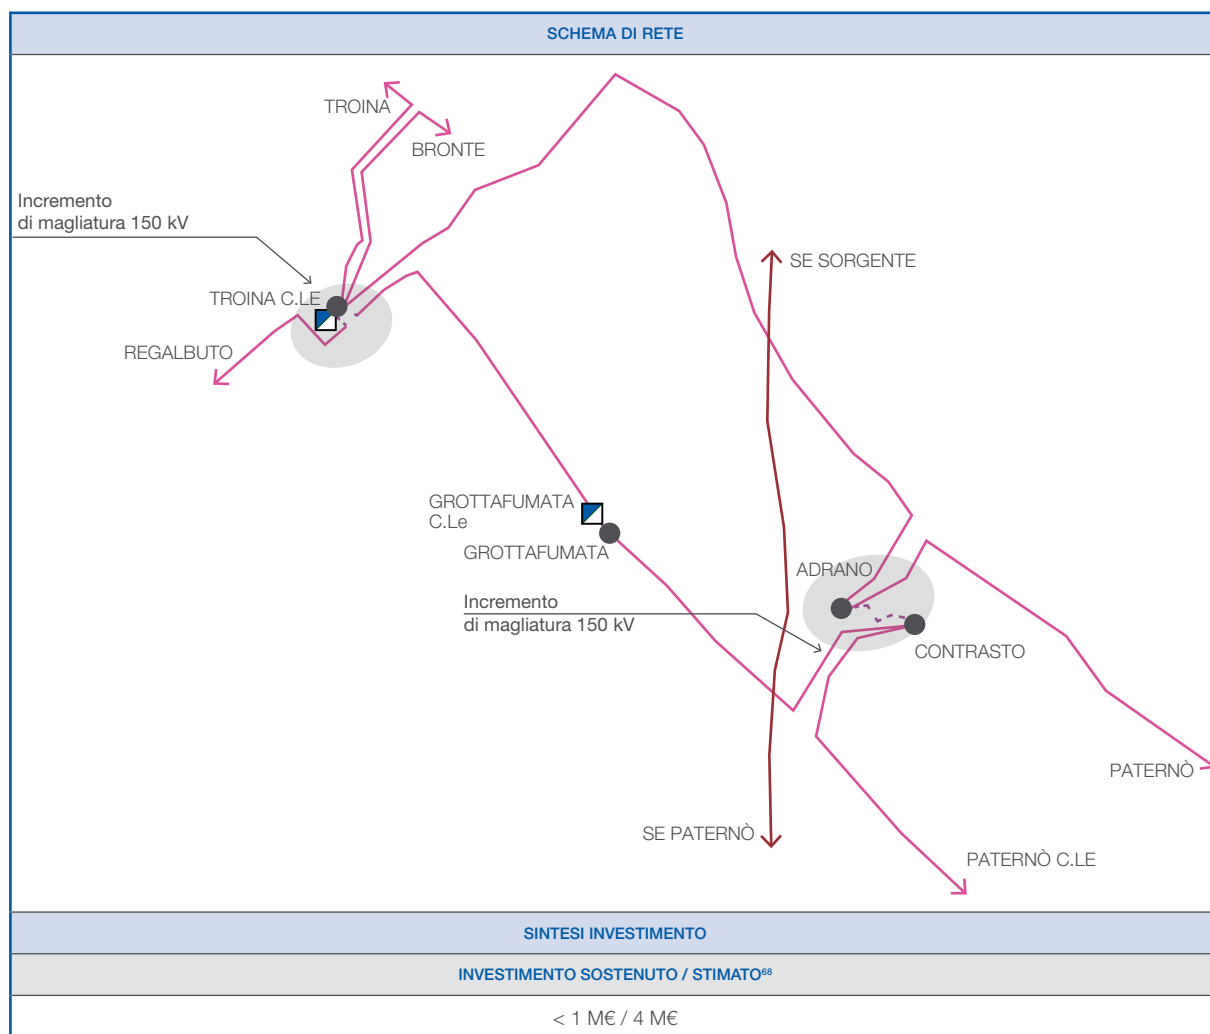 SCHEMA DI RETE
TROINA
BRONTE
Incremento
di magliatura 150 kV
SE SORGENTE
TROINA C.LE
REGALBUTO
GROTTAFUMATA
C.Le
GROTTAFUMATA
ADRANO
Incremento
di magliatura 150 kV
CONTRASTO
PATERNÒ
SE PATERNÒ
PATERNÒ C.LE
SINTESI INVESTIMENTO
INVESTIMENTO SOSTENUTO / STIMATO⁶⁸
< 1 M€ / 4 M€